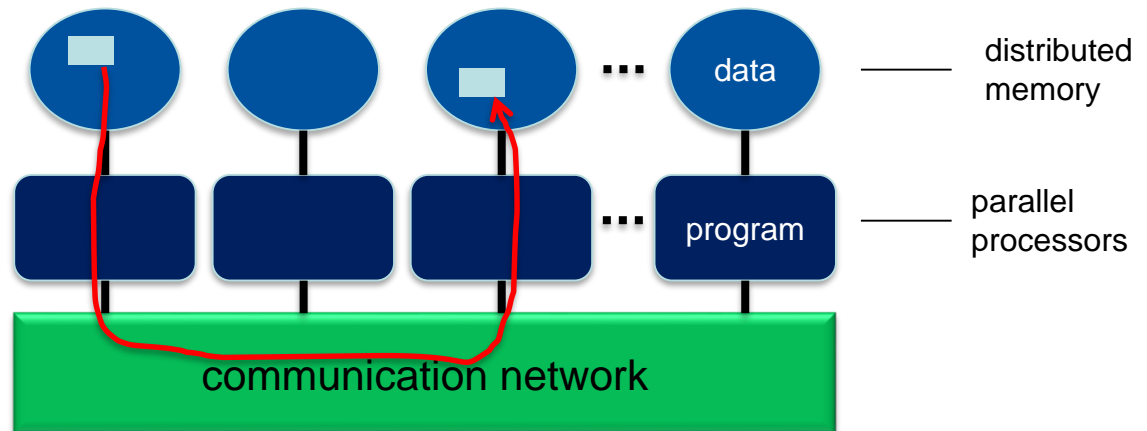 ...
data
distributed
memory
...
program
parallel
processors
communication network